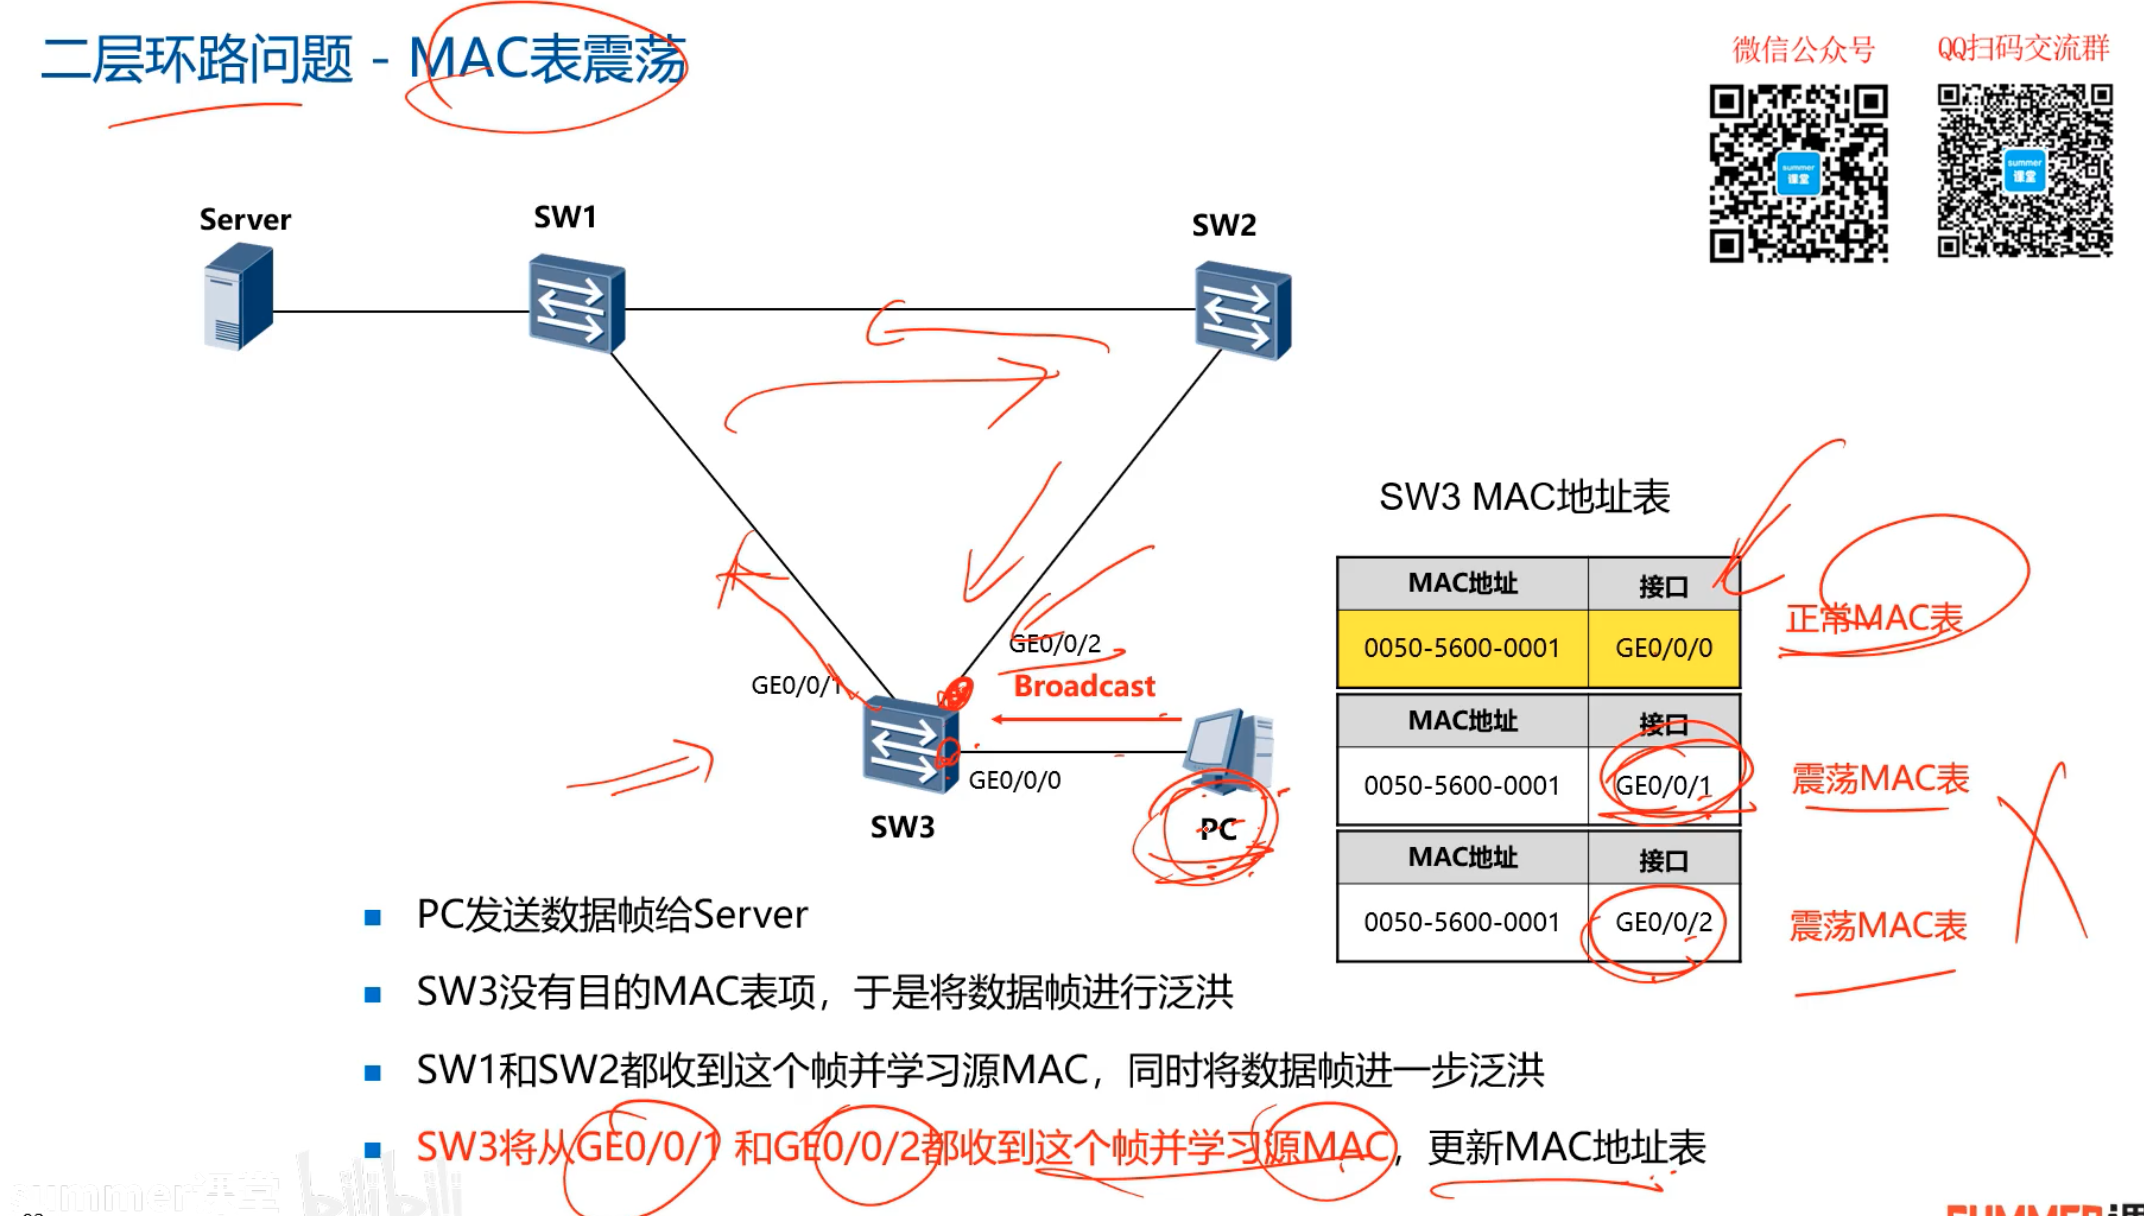 二层环路问题 - MAC表震荡
微信公众号
QQ扫码交流群
summer
课堂
summer
课堂
Server
SW1
SW2
SW3 MAC地址表
MAC地址 接口
0050-5600-0001 GE0/0/0
正常MAC表
MAC地址 接口
0050-5600-0001 GE0/0/1
震荡MAC表
MAC地址 接口
0050-5600-0001 GE0/0/2
震荡MAC表
GE0/0/2
GE0/0/1
Broadcast
GE0/0/0
SW3
PC
PC发送数据帧给Server
SW3没有目的MAC表项，于是将数据帧进行泛洪
SW1和SW2都收到这个帧并学习源MAC，同时将数据帧进一步泛洪
SW3将从GE0/0/1 和GE0/0/2都收到这个帧并学习源MAC，更新MAC地址表
summer课堂 bilibili